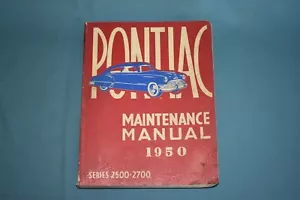 PONTIAC
MAINTENANCE
MANUAL
1950
SERIES 2500-2700